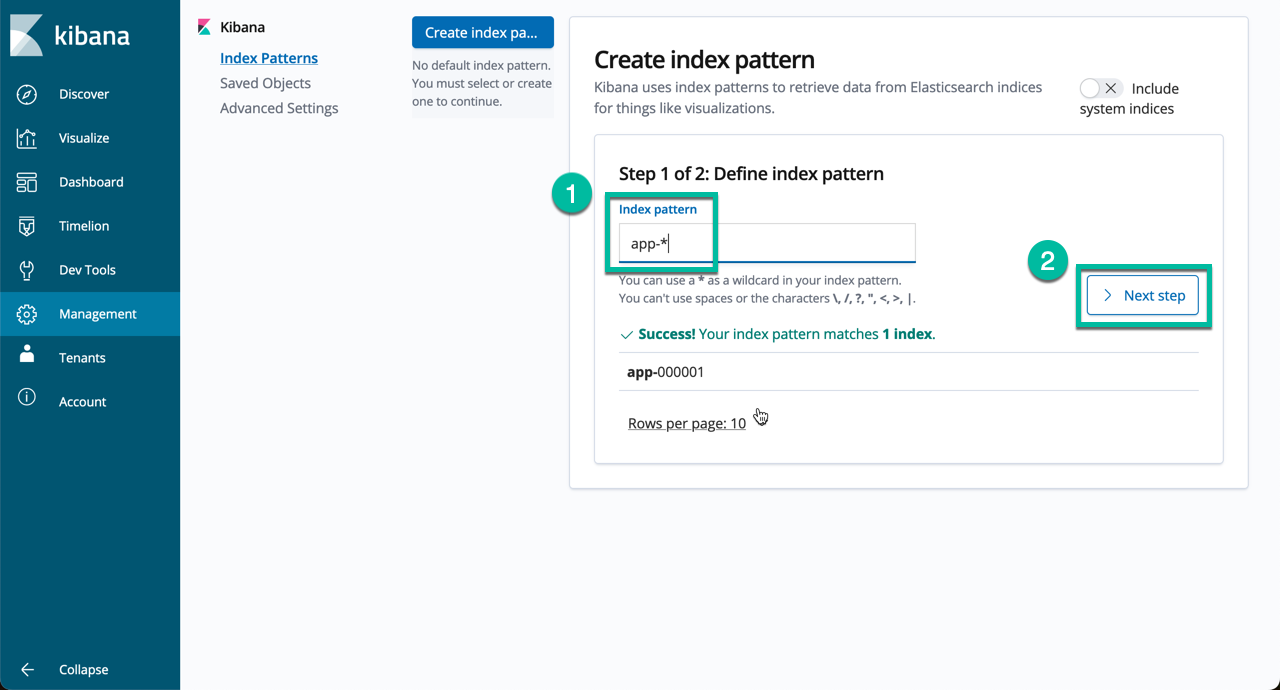 kibana
Discover
Visualize
Dashboard
Timelion
Dev Tools
Management
Tenants
Account
Collapse
Kibana
Index Patterns
Saved Objects
Advanced Settings
Create index pa...
No default index pattern.
You must select or create
one to continue.
Create index pattern
Kibana uses index patterns to retrieve data from Elasticsearch indices
for things like visualizations.
Include
system indices
Step 1 of 2: Define index pattern
1
Index pattern
app-*
You can use a * as a wildcard in your index pattern.
You can't use spaces or the characters \, /, ?, ", <, >, |.
2
Next step
Success! Your index pattern matches 1 index.
app-000001
Rows per page: 10